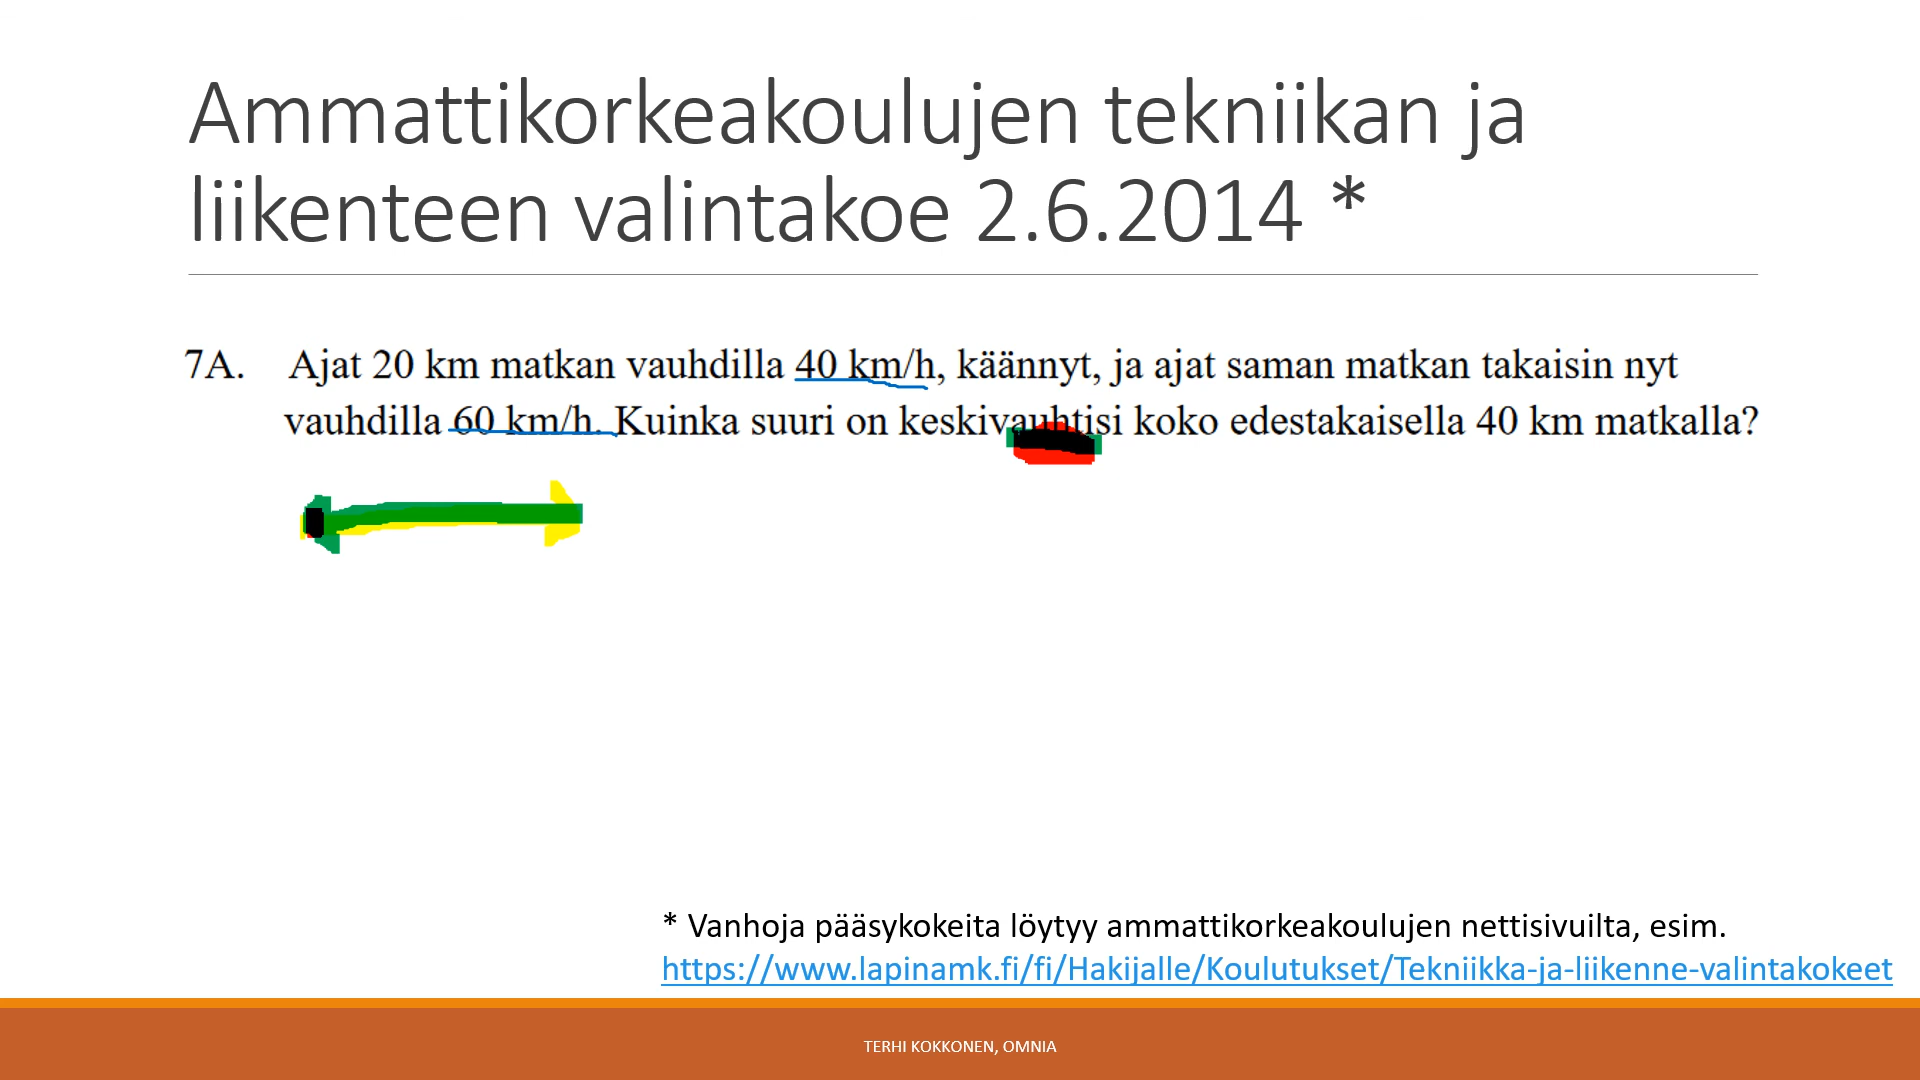 Ammattikorkeakoulujen tekniikan ja
liikenteen valintakoe 2.6.2014 *
7A. Ajat 20 km matkan vauhdilla 40 km/h, käännyt, ja ajat saman matkan takaisin nyt
vauhdilla 60 km/h. Kuinka suuri on keskivauhtisi koko edestakaisella 40 km matkalla?
* Vanhoja pääsykokeita löytyy ammattikorkeakoulujen nettisivuilta, esim.
https://www.lapinamk.fi/fi/Hakijalle/Koulutukset/Tekniikka-ja-liikenne-valintakokeet
TERHI KOKKONEN, OMNIA